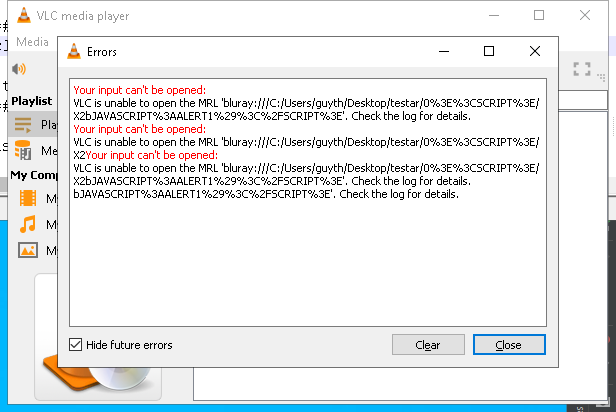 VLC media player
Media
Errors
Your input can't be opened:
VLC is unable to open the MRL 'bluray:///C:/Users/guyth/Desktop/testar/0%3E%3CSCRIPT%3E/
X2bJAVASCRIPT%3AALERT1%29%3C%2FSCRIPT%3E'. Check the log for details.
Your input can't be opened:
VLC is unable to open the MRL 'bluray:///C:/Users/guyth/Desktop/testar/0%3E%3CSCRIPT%3E/
X2Your input can't be opened:
VLC is unable to open the MRL 'bluray:///C:/Users/guyth/Desktop/testar/0%3E%3CSCRIPT%3E/
X2bJAVASCRIPT%3AALERT1%29%3C%2FSCRIPT%3E'. Check the log for details.
bJAVASCRIPT%3AALERT1%29%3C%2FSCRIPT%3E'. Check the log for details.
Playlist
Play
Me
My Comp
My
My
My
Hide future errors
Clear
Close